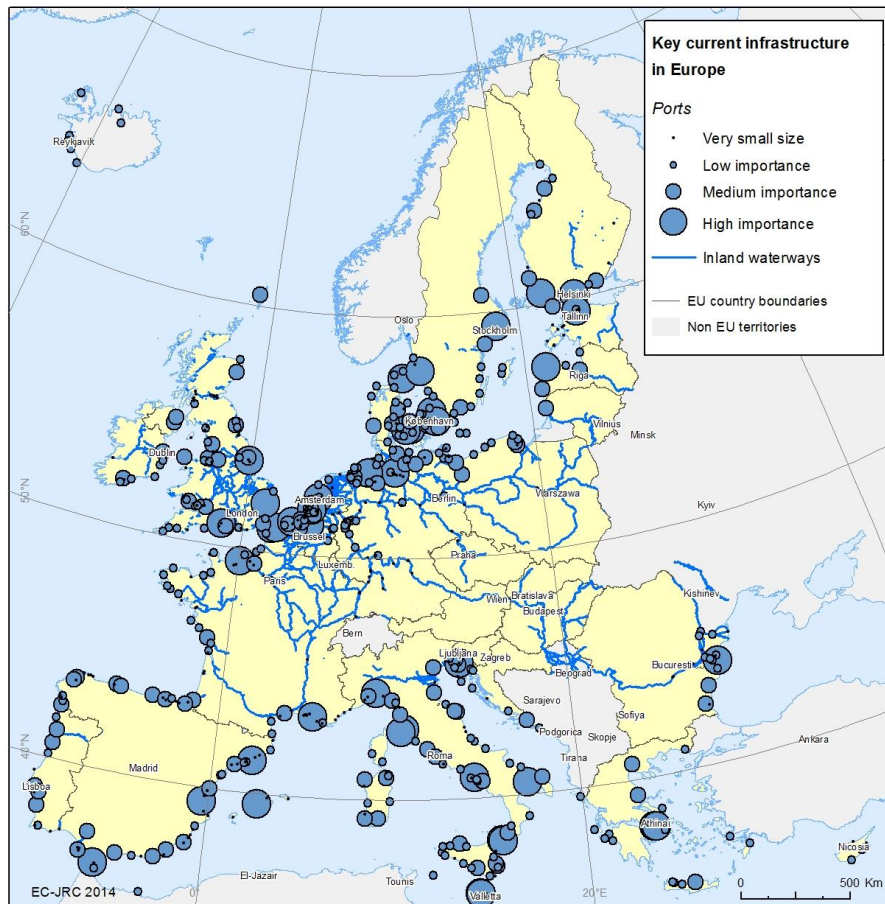 Key current infrastructure
in Europe
Ports
Very small size
Low importance
Medium importance
High importance
Inland waterways
EU country boundaries
Non EU territories
Reykjavik
60°N
Oslo
Helsinki
Tallinn
Stockholm
Riga
København
Vilnius
Minsk
Dublin
50°N
London
Amsterdam
Berlin
Warszawa
Brussel
Kyiv
Luxemb.
Praha
Paris
Kishinev
Wien
Bratislava
Budapest
Bern
Ljubljana
Zagreb
Bucuresti
Beograd
Sarajevo
Sofiya
Podgorica
Skopje
Ankara
40°N
Madrid
Roma
Tirana
Lisboa
Athinai
Nicosia
El-Jazair
Tounis
EC-JRC 2014
0°
Valletta
20°E
0 500 Km